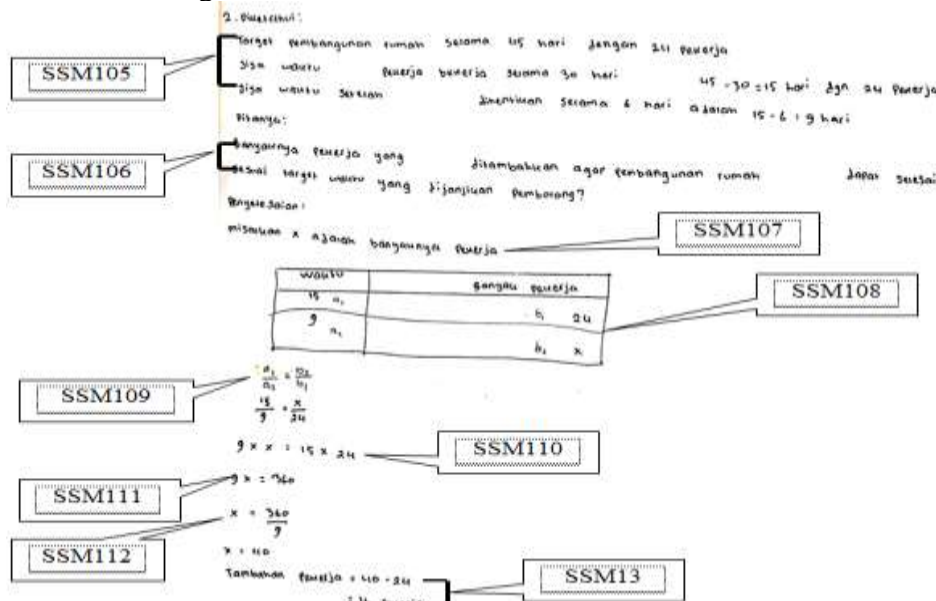 2. Diketahui:
Target pembangunan rumah selama 45 hari dengan 24 pekerja
SSM105
Sisa waktu pekerja bekerja selama 30 hari 45 - 30 = 15 hari dgn 24 pekerja
Sisa waktu setelah dihentikan selama 6 hari adalah 15 - 6 = 9 hari
Ditanya:
SSM106
Banyaknya pekerja yang ditambahkan agar pembangunan rumah dapat selesai
sesuai target waktu yang dijanjikan pemborong?
Penyelesaian:
SSM107
misalkan x adalah banyaknya pekerja
Waktu Banyak pekerja
SSM108
15 a₁ b₁ 24
9 b₂ x
SSM109
a₁/a₂ = b₂/b₁
15/9 = x/24
9 x x = 15 x 24
SSM110
9x = 360
SSM111
x = 360/9
SSM112
x = 40
Tambahan pekerja = 40 - 24
SSM13